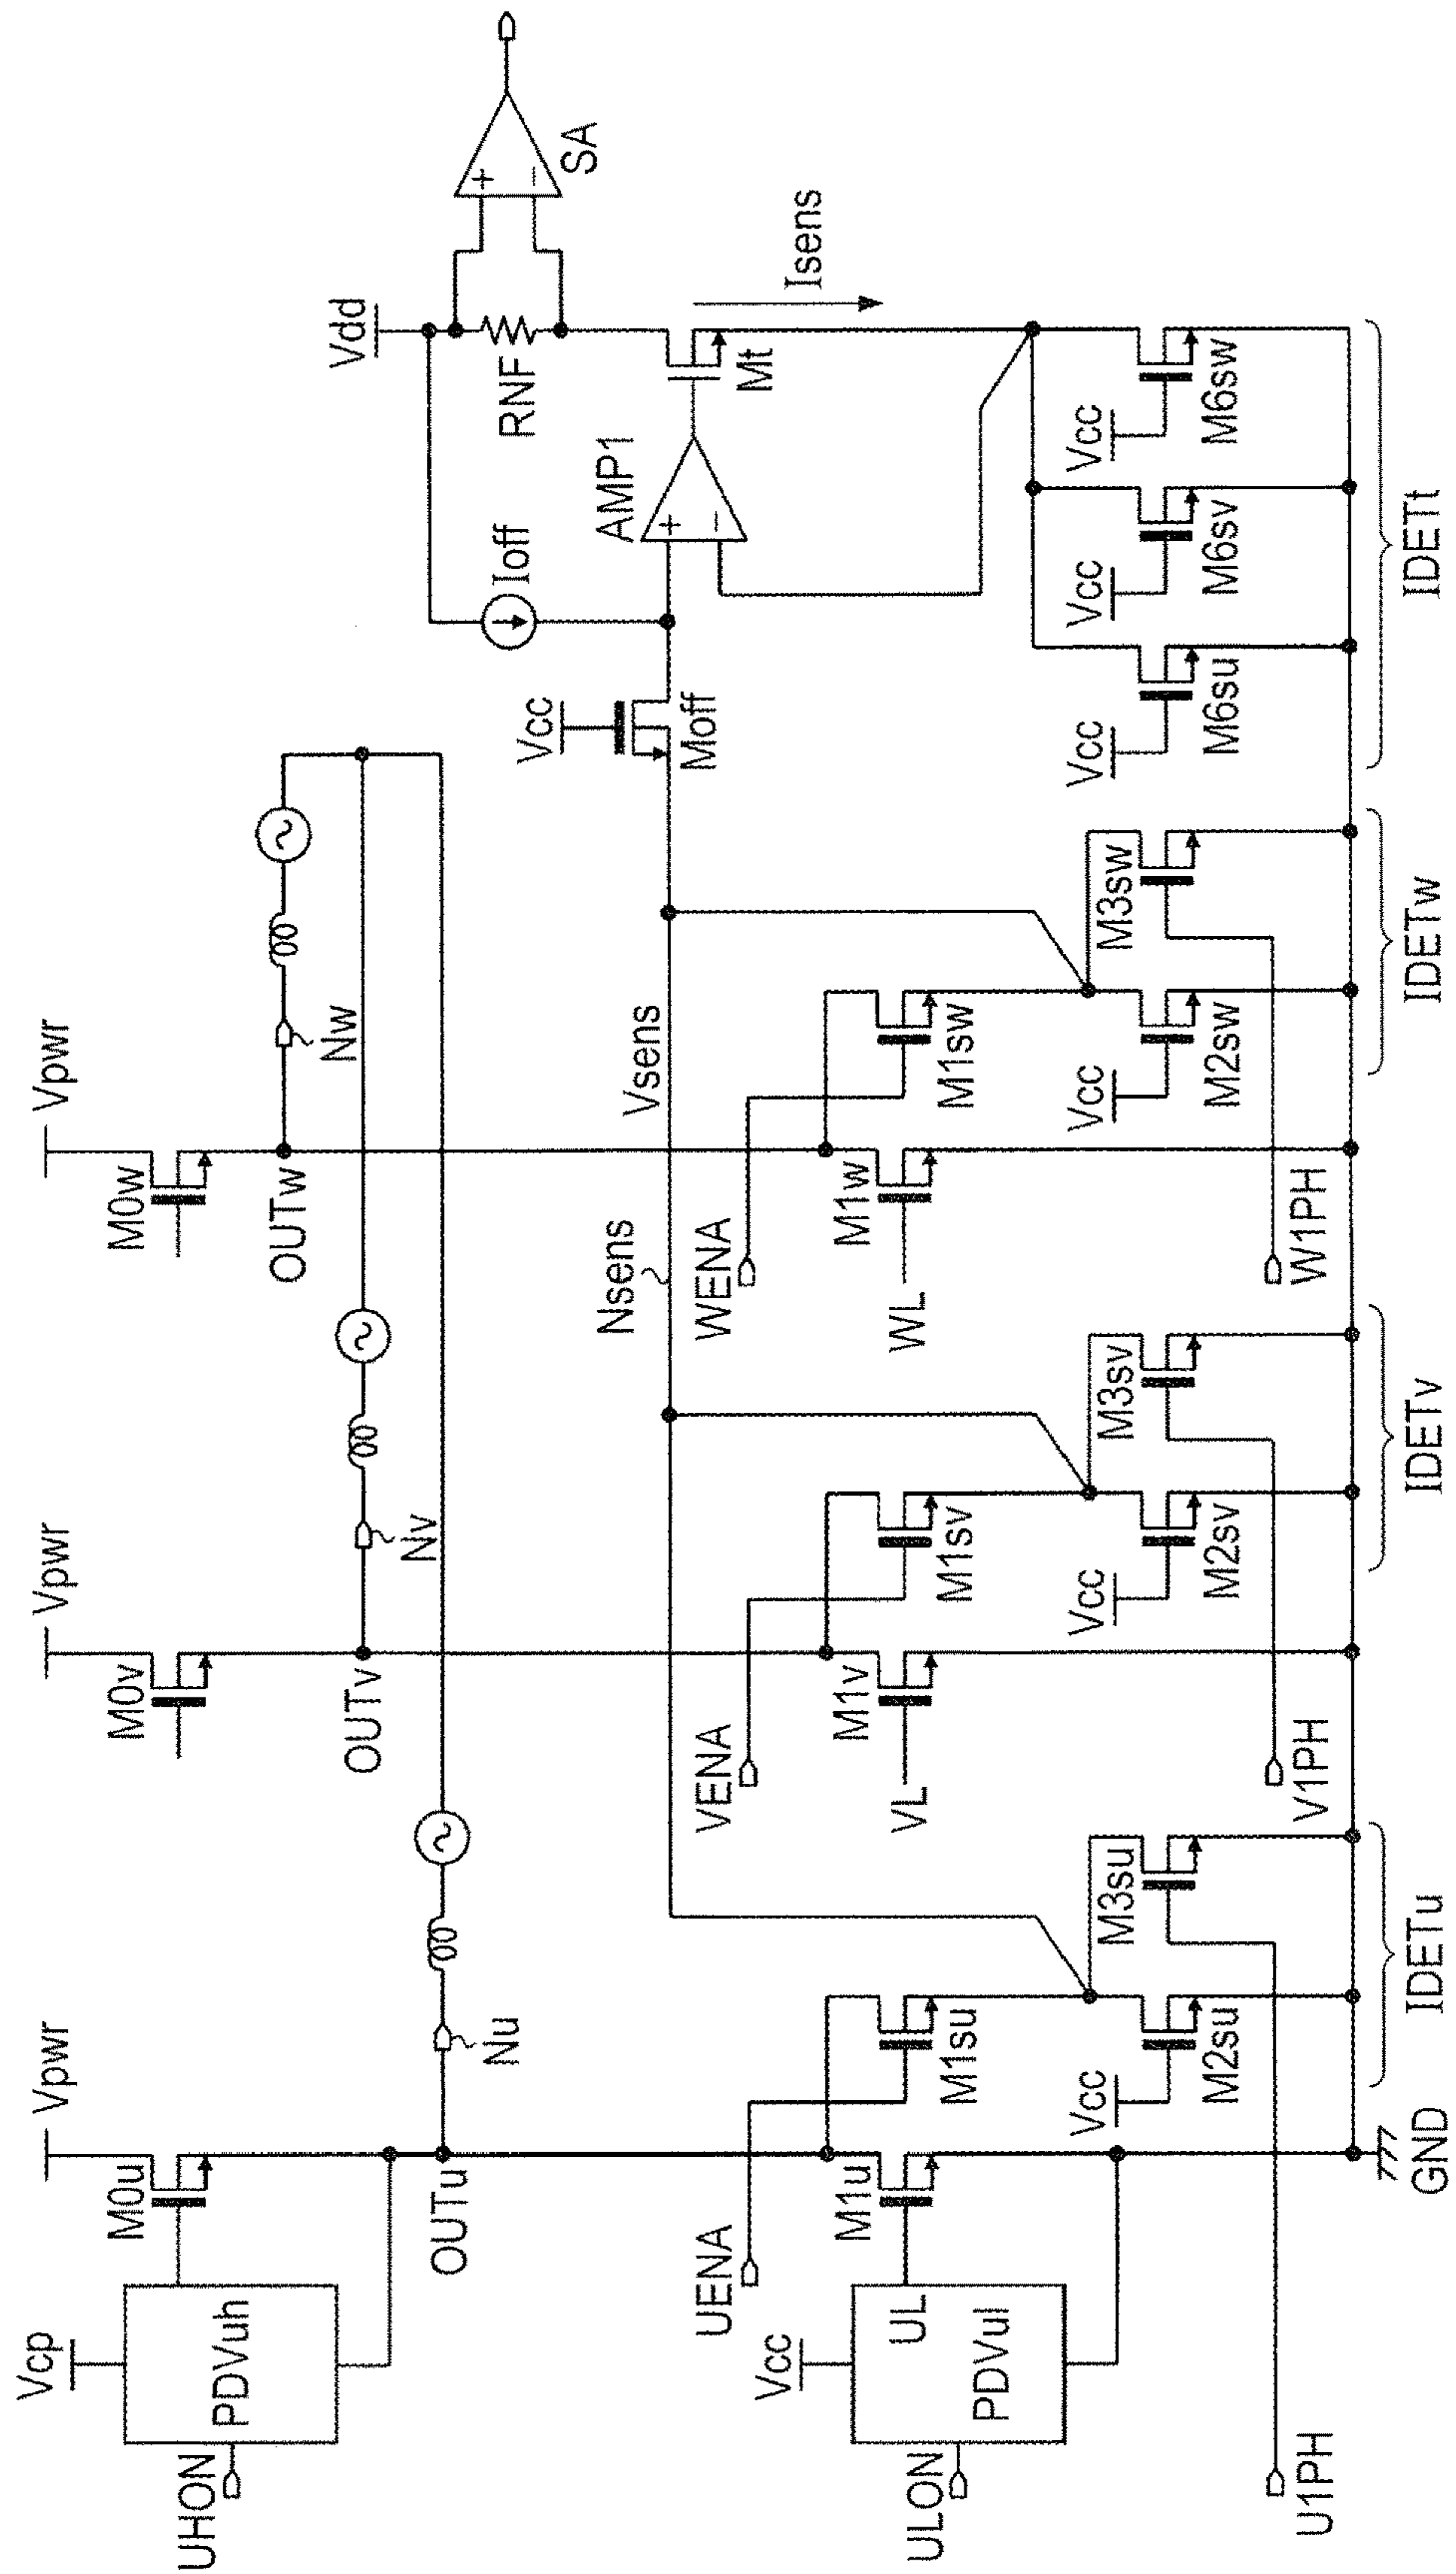 UHON
Vcp
PDVuh
M0u
Vpwr
OUTu
Nu
M0v
Vpwr
OUTv
Nv
M0w
Vpwr
OUTw
Nw
Vdd
RNF
+
−
SA
Ioff
Vcc
Moff
AMP1
+
−
Mt
Isens
Nsens
Vsens
ULON
Vcc
UL
PDVul
UENA
M1u
M1su
Vcc
M2su
M3su
U1PH
VENA
VL
M1v
M1sv
Vcc
M2sv
M3sv
V1PH
WENA
WL
M1w
M1sw
Vcc
M2sw
M3sw
W1PH
Vcc
M6su
Vcc
M6sv
Vcc
M6sw
GND
IDETu
IDETv
IDETw
IDETt